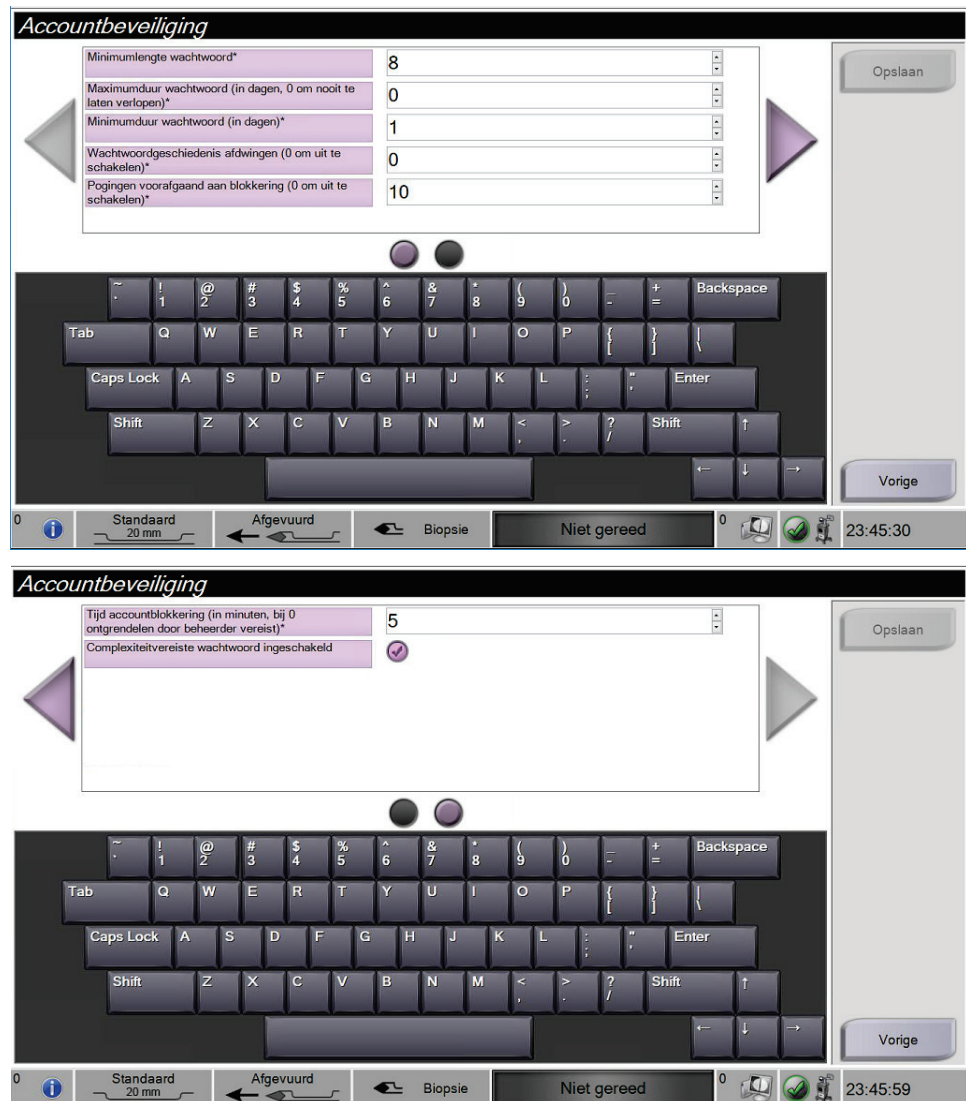 Accountbeveiliging
Minimumlengte wachtwoord*
8
Opslaan
Maximumduur wachtwoord (in dagen, 0 om nooit te
laten verlopen)*
0
Minimumduur wachtwoord (in dagen)*
1
Wachtwoordgeschiedenis afdwingen (0 om uit te
schakelen)*
0
Pogingen voorafgaand aan blokkering (0 om uit te
schakelen)*
10
~ ! @ # $ % ^ & * ( ) _ + Backspace
` 1 2 3 4 5 6 7 8 9 0 - =
Tab Q W E R T Y U I O P { } |
[ ] \
Caps Lock A S D F G H J K L : " Enter
; '
Shift Z X C V B N M < > ? Shift ↑
, . /
← ↓ →
Vorige
0 Standaard Afgevuurd Biopsie Niet gereed 0 23:45:30
20 mm
Accountbeveiliging
Tijd accountblokkering (in minuten, bij 0
ontgrendelen door beheerder vereist)*
5
Opslaan
Complexiteitvereiste wachtwoord ingeschakeld
~ ! @ # $ % ^ & * ( ) _ + Backspace
` 1 2 3 4 5 6 7 8 9 0 - =
Tab Q W E R T Y U I O P { } |
[ ] \
Caps Lock A S D F G H J K L : " Enter
; '
Shift Z X C V B N M < > ? Shift ↑
, . /
← ↓ →
Vorige
0 Standaard Afgevuurd Biopsie Niet gereed 0 23:45:59
20 mm